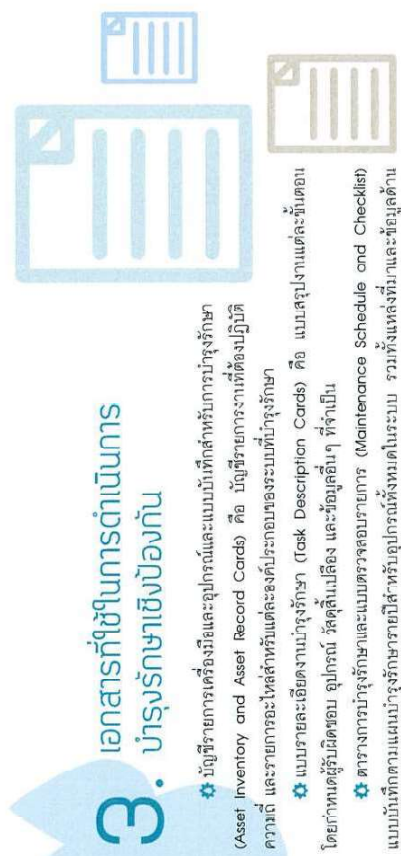 3. เอกสารที่ใช้ในการดำเนินการ
บำรุงรักษาเชิงป้องกัน
บัญชีรายการเครื่องมือและอุปกรณ์และแบบบันทึกสำหรับการบำรุงรักษา
(Asset Inventory and Asset Record Cards) คือ บัญชีรายการงานที่ต้องปฏิบัติ
ความถี่ และรายการอะไหล่สำหรับแต่ละองค์ประกอบของระบบที่บำรุงรักษา
แบบรายละเอียดงานบำรุงรักษา (Task Description Cards) คือ แบบสรุปงานแต่ละขั้นตอน
โดยกำหนดผู้รับผิดชอบ อุปกรณ์ วัสดุสิ้นเปลือง และข้อมูลอื่นๆ ที่จำเป็น
ตารางการบำรุงรักษาและแบบตรวจสอบรายการ (Maintenance Schedule and Checklist)
แบบบันทึกตามแผนบำรุงรักษารายปีสำหรับอุปกรณ์ทั้งหมดในระบบ รวมทั้งแหล่งที่มาและข้อมูลด้าน